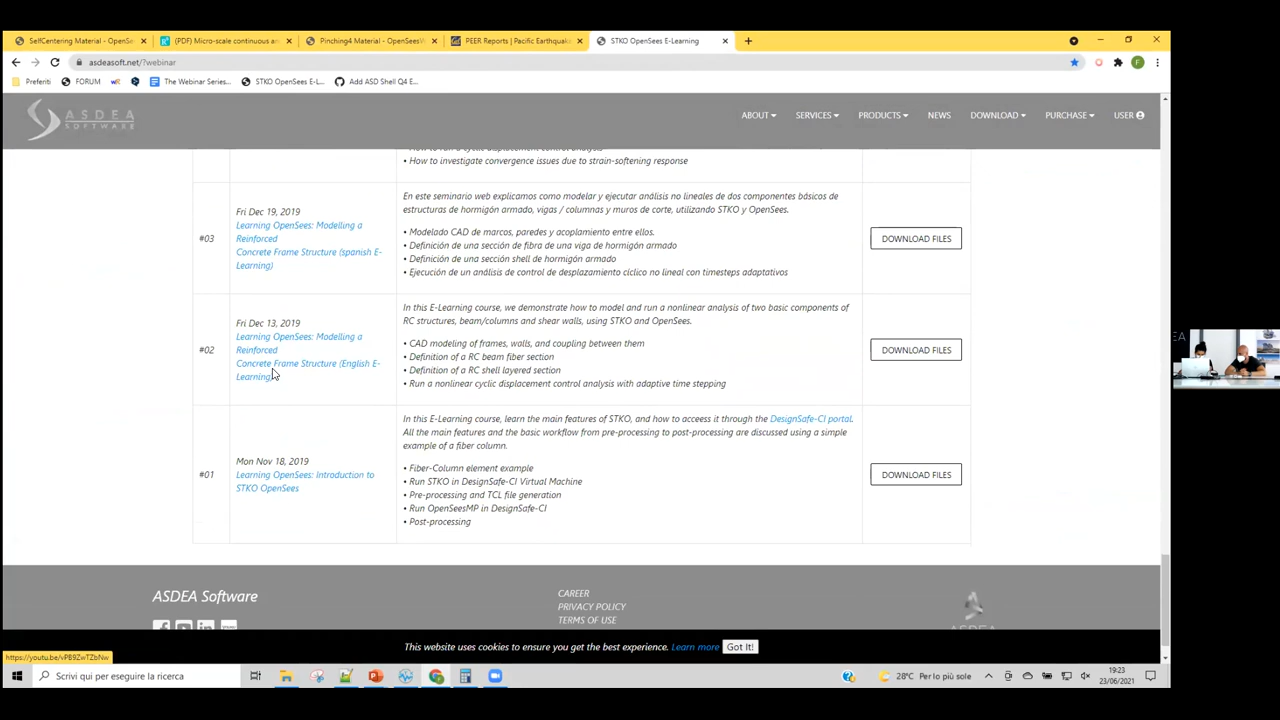 SelfCentering Material - OpenSe
(PDF) Micro-scale continuous an
Pinching4 Material - OpenSeesW
PEER Reports | Pacific Earthquake
STKO OpenSees E-Learning
asdeasoft.net/?webinar
Preferiti
FORUM
The Webinar Series...
STKO OpenSees E-L...
Add ASD Shell Q4 E...
ASDEA
SOFTWARE
ABOUT
SERVICES
PRODUCTS
NEWS
DOWNLOAD
PURCHASE
USER
• How to run a cyclic displacement control analysis
• How to investigate convergence issues due to strain-softening response
#03
Fri Dec 19, 2019
Learning OpenSees: Modelling a
Reinforced
Concrete Frame Structure (spanish E-
Learning)
En este seminario web explicamos como modelar y ejecutar análisis no lineales de dos componentes básicos de
estructuras de hormigón armado, vigas / columnas y muros de corte, utilizando STKO y OpenSees.
• Modelado CAD de marcos, paredes y acoplamiento entre ellos.
• Definición de una sección de fibra de una viga de hormigón armado
• Definición de una sección shell de hormigón armado
• Ejecución de un análisis de control de desplazamiento cíclico no lineal con timesteps adaptativos
DOWNLOAD FILES
#02
Fri Dec 13, 2019
Learning OpenSees: Modelling a
Reinforced
Concrete Frame Structure (English E-
Learning)
In this E-Learning course, we demonstrate how to model and run a nonlinear analysis of two basic components of
RC structures, beam/columns and shear walls, using STKO and OpenSees.
• CAD modeling of frames, walls, and coupling between them
• Definition of a RC beam fiber section
• Definition of a RC shell layered section
• Run a nonlinear cyclic displacement control analysis with adaptive time stepping
DOWNLOAD FILES
#01
Mon Nov 18, 2019
Learning OpenSees: Introduction to
STKO OpenSees
In this E-Learning course, learn the main features of STKO, and how to acceess it through the DesignSafe-CI portal.
All the main features and the basic workflow from pre-processing to post-processing are discussed using a simple
example of a fiber column.
• Fiber-Column element example
• Run STKO in DesignSafe-CI Virtual Machine
• Pre-processing and TCL file generation
• Run OpenSeesMP in DesignSafe-CI
• Post-processing
DOWNLOAD FILES
ASDEA Software
CAREER
PRIVACY POLICY
TERMS OF USE
This website uses cookies to ensure you get the best experience. Learn more
Got It!
https://youtu.be/vPB9ZwTZbNw
Scrivi qui per eseguire la ricerca
28°C Per lo più sole
19:23
23/06/2021